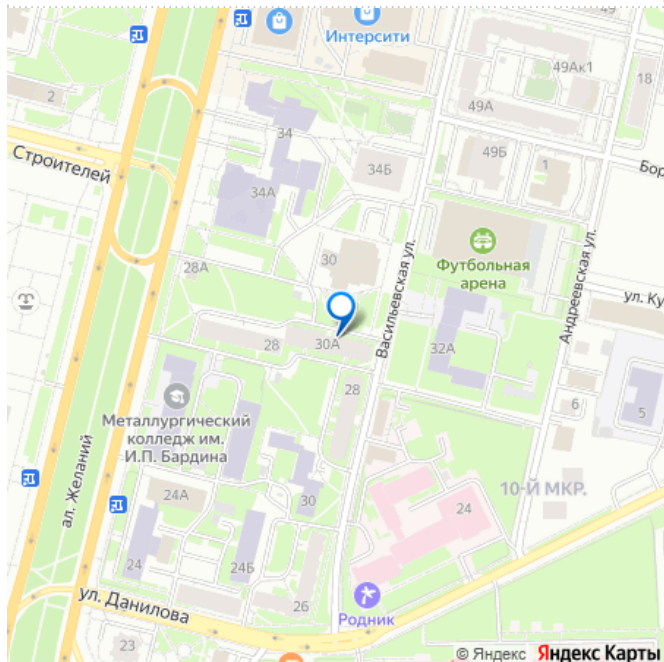 49
Интерсити
49Ак1
18
2
49А
34
Строителей
34Б
49Б
1
Бор
34А
Футбольная
арена
30
28А
Васильевская ул.
Андреевская ул.
ул. Ку
28
30А
32А
28
6
5
Металлургический
колледж им.
И.П. Бардина
ал. Желаний
24А
30
10-Й МКР.
24
24
24Б
ул. Данилова
26
Родник
23
© Яндекс Яндекс Карты